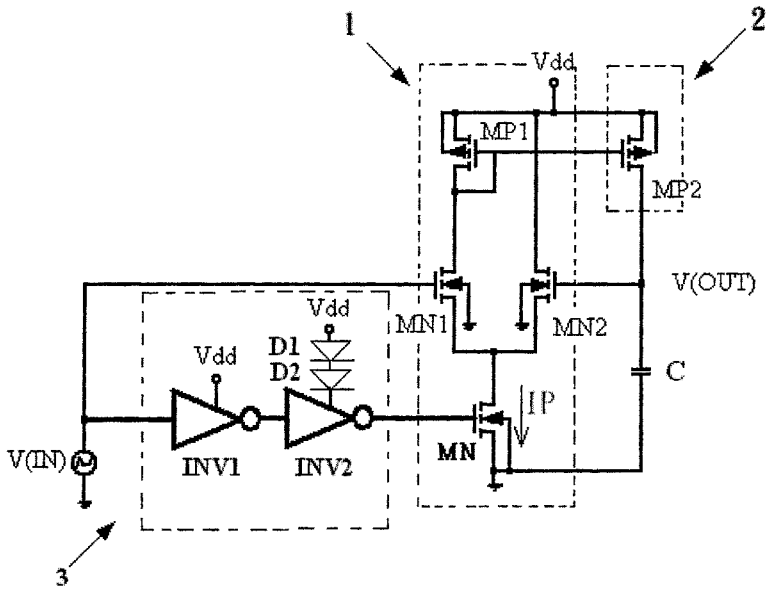 1
2
Vdd
MP1
MP2
V(OUT)
MN1
MN2
Vdd
D1
D2
Vdd
C
IP
V(IN)
INV1
INV2
MN
3